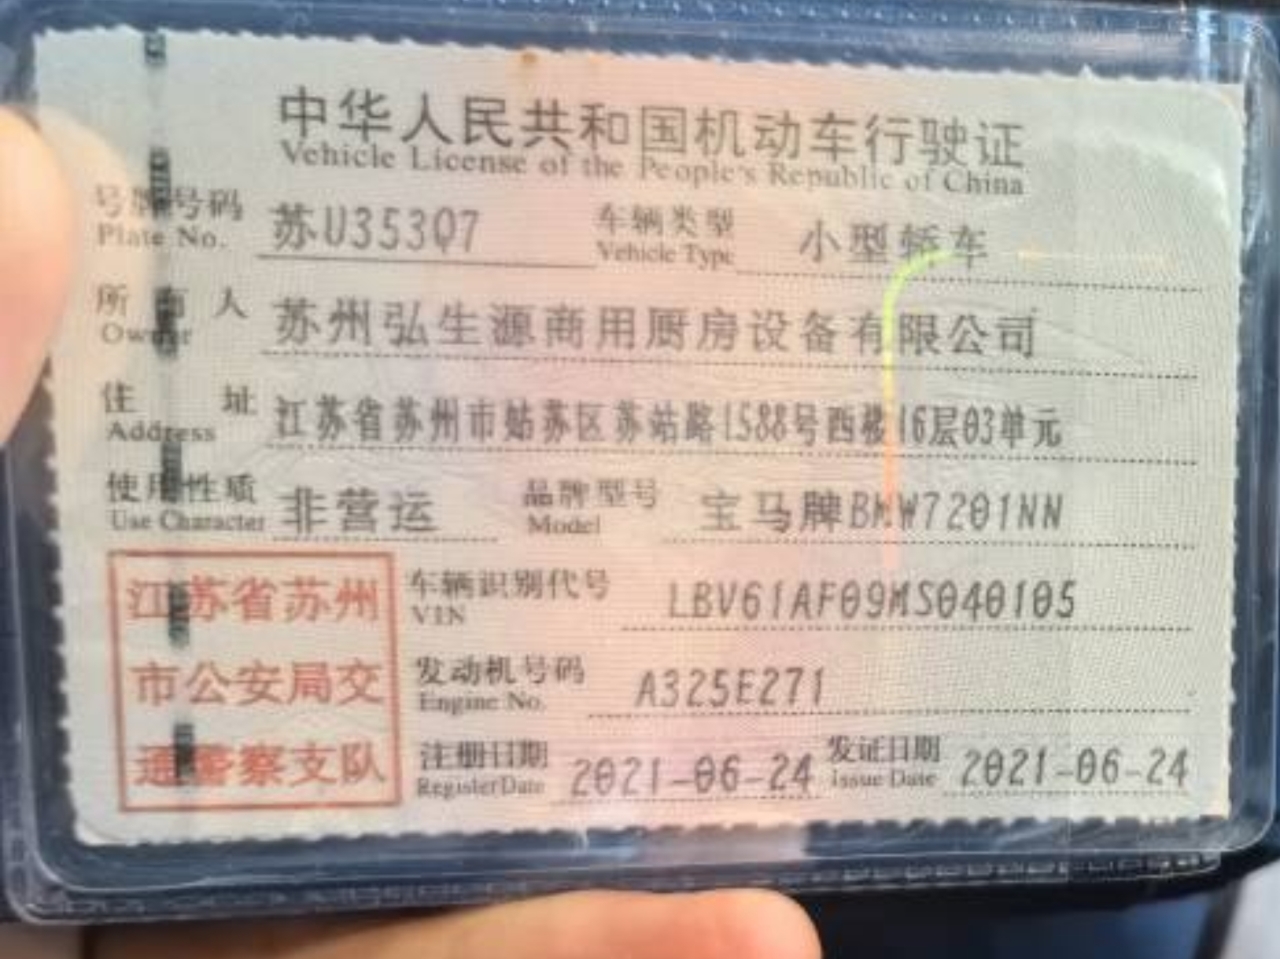 中华人民共和国机动车行驶证
Vehicle License of the People's Republic of China
号牌号码 苏U353Q7 车辆类型 小型轿车
Plate No. Vehicle Type
所有人 苏州弘生源商用厨房设备有限公司
Owner
住址 江苏省苏州市姑苏区苏站路1588号西楼16层03单元
Address
使用性质 非营运 品牌型号 宝马牌BMW7201NN
Use Character Model
江苏省苏州
市公安局交
通警察支队
车辆识别代号 LBV61AF09MS040105
VIN
发动机号码 A325E271
Engine No.
注册日期 2021-06-24 发证日期 2021-06-24
Register Date Issue Date